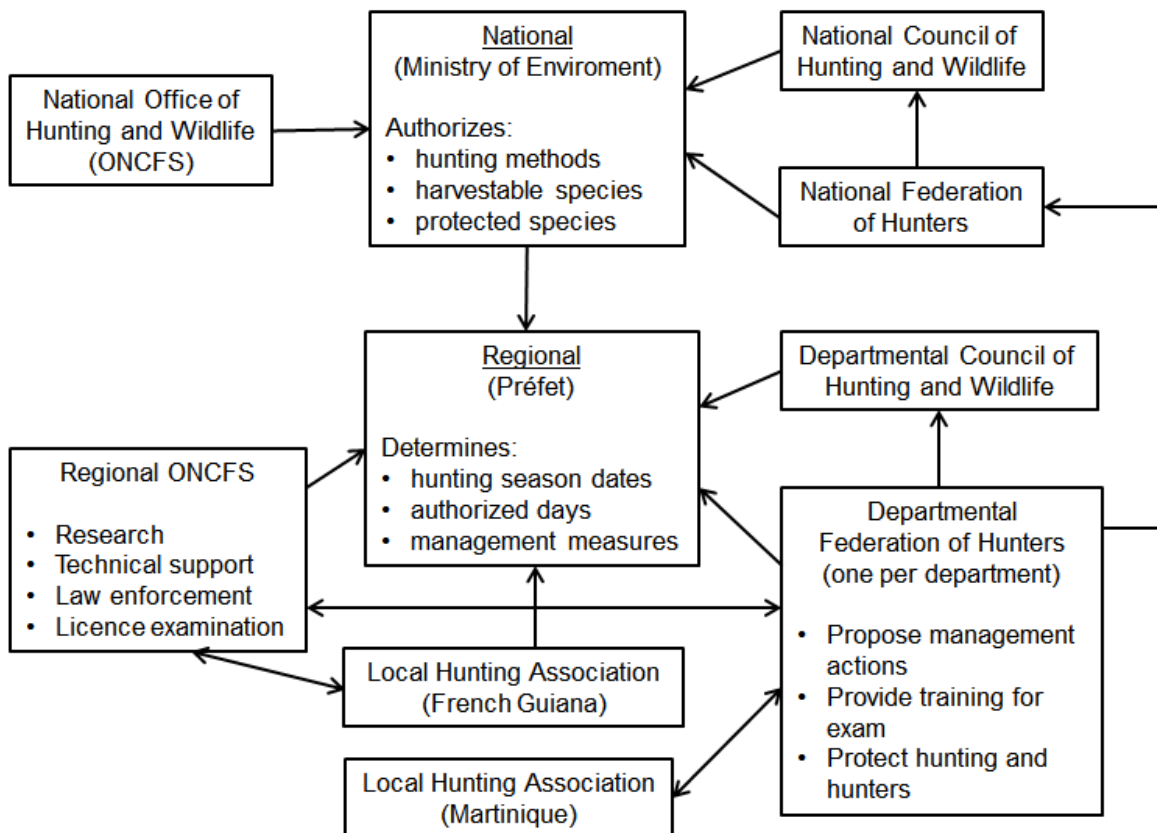 National
(Ministry of Enviroment)
Authorizes:
• hunting methods
• harvestable species
• protected species
National Council of
Hunting and Wildlife
National Office of
Hunting and Wildlife
(ONCFS)
National Federation
of Hunters
Regional
(Préfet)
Determines:
• hunting season dates
• authorized days
• management measures
Departmental Council of
Hunting and Wildlife
Regional ONCFS
• Research
• Technical support
• Law enforcement
• Licence examination
Departmental
Federation of Hunters
(one per department)
• Propose management
actions
• Provide training for
exam
• Protect hunting and
hunters
Local Hunting Association
(French Guiana)
Local Hunting Association
(Martinique)